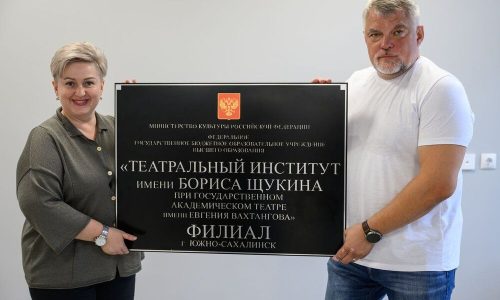 МИНИСТЕРСТВО КУЛЬТУРЫ РОССИЙСКОЙ ФЕДЕРАЦИИ
ФЕДЕРАЛЬНОЕ
ГОСУДАРСТВЕННОЕ БЮДЖЕТНОЕ ОБРАЗОВАТЕЛЬНОЕ УЧРЕЖДЕНИЕ
ВЫСШЕГО ОБРАЗОВАНИЯ
«ТЕАТРАЛЬНЫЙ ИНСТИТУТ
ИМЕНИ БОРИСА ЩУКИНА
ПРИ ГОСУДАРСТВЕННОМ
АКАДЕМИЧЕСКОМ ТЕАТРЕ
ИМЕНИ ЕВГЕНИЯ ВАХТАНГОВА»
ФИЛИАЛ
Г. ЮЖНО-САХАЛИНСК